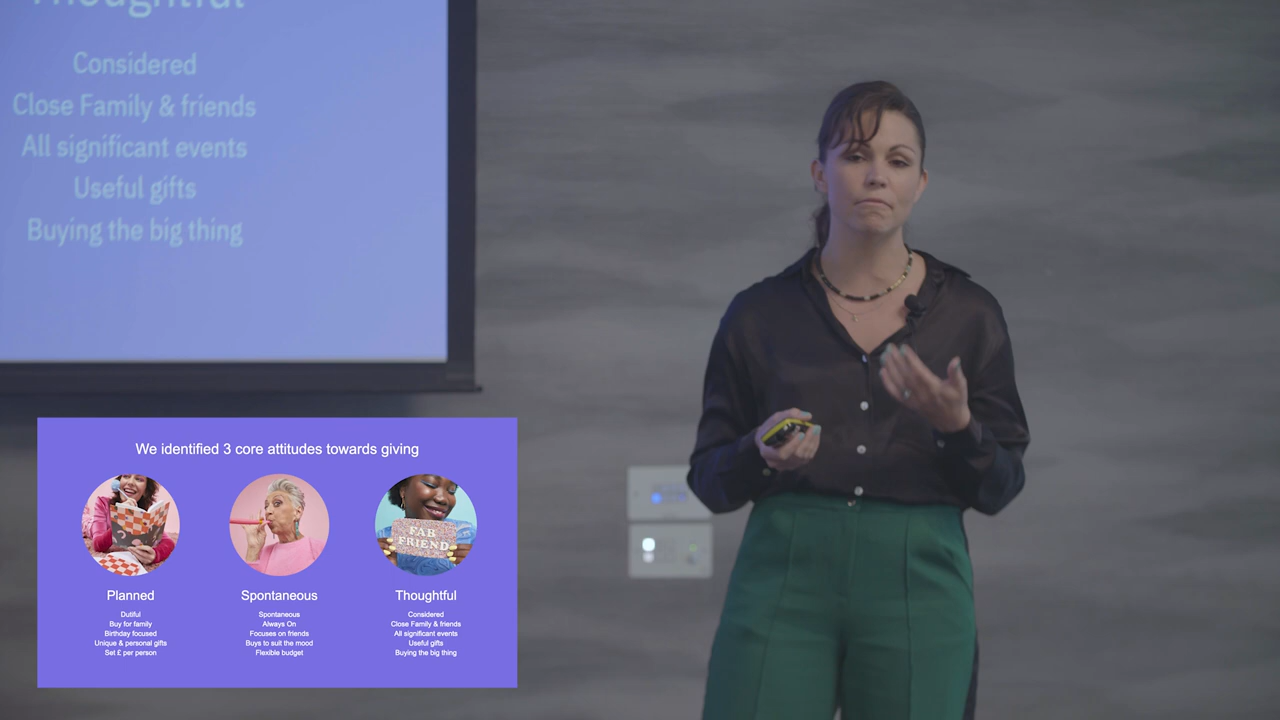 Thoughtful
Considered
Close Family & friends
All significant events
Useful gifts
Buying the big thing
We identified 3 core attitudes towards giving
FAB
FRIEND
Planned
Dutiful
Buy for family
Birthday focused
Unique & personal gifts
Set £ per person
Spontaneous
Spontaneous
Always On
Focuses on friends
Buys to suit the mood
Flexible budget
Thoughtful
Considered
Close Family & friends
All significant events
Useful gifts
Buying the big thing